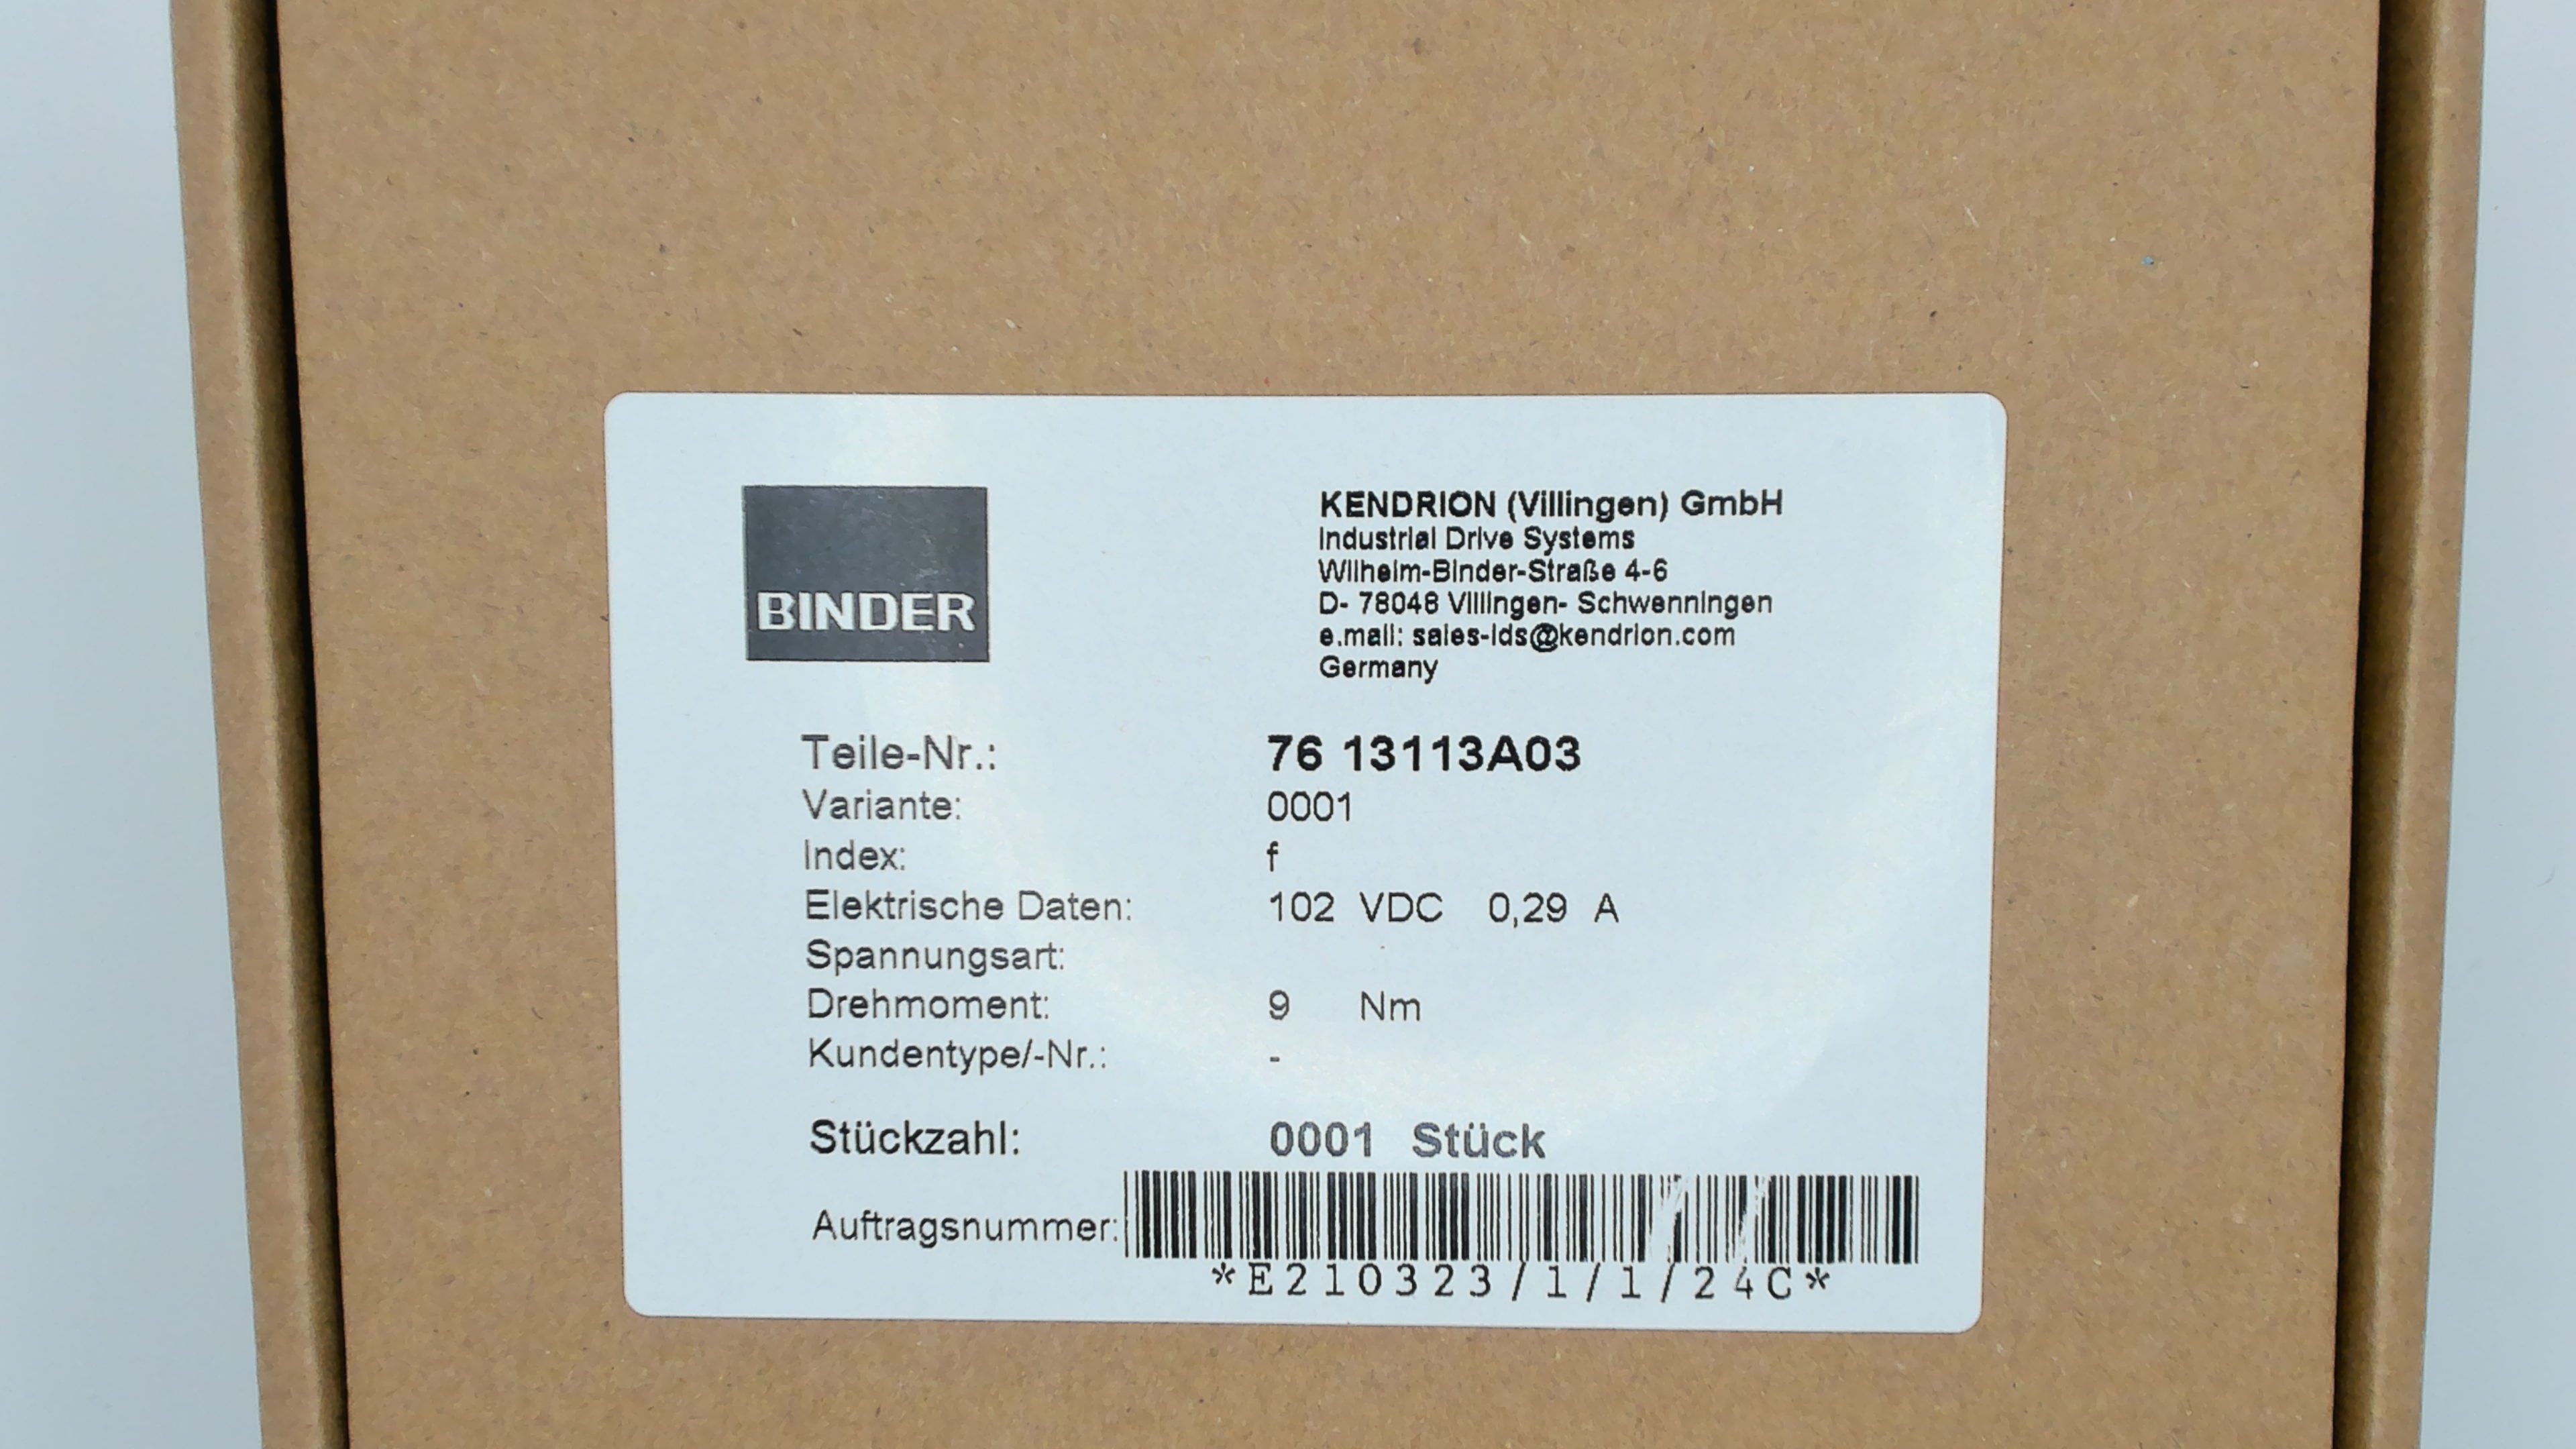 BINDER
KENDRION (Villingen) GmbH
Industrial Drive Systems
Wilhelm-Binder-Straße 4-6
D- 78048 Villingen- Schwenningen
e.mail: sales-ids@kendrion.com
Germany
Teile-Nr.: 76 13113A03
Variante: 0001
Index: f
Elektrische Daten: 102 VDC 0,29 A
Spannungsart:
Drehmoment: 9 Nm
Kundentype/-Nr.: -
Stückzahl: 0001 Stück
Auftragsnummer:
*E210323/1/1/24C*